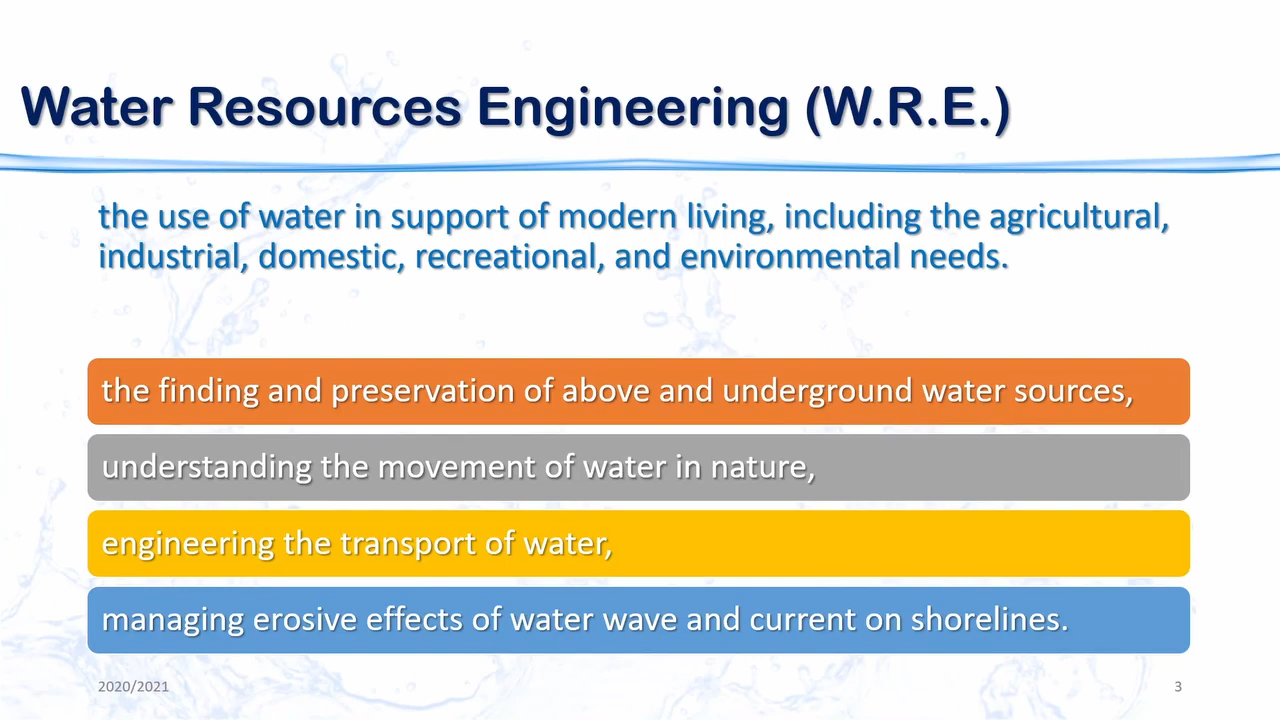 Water Resources Engineering (W.R.E.)
the use of water in support of modern living, including the agricultural,
industrial, domestic, recreational, and environmental needs.
the finding and preservation of above and underground water sources,
understanding the movement of water in nature,
engineering the transport of water,
managing erosive effects of water wave and current on shorelines.
2020/2021
3